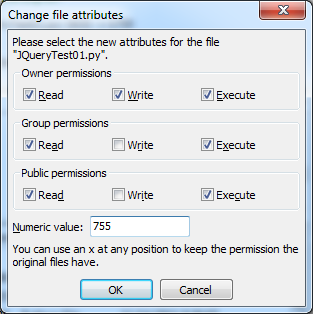 Change file attributes
Please select the new attributes for the file
"JQueryTest01.py".
Owner permissions
Read Write Execute
Group permissions
Read Write Execute
Public permissions
Read Write Execute
Numeric value: 755
You can use an x at any position to keep the permission the
original files have.
OK Cancel